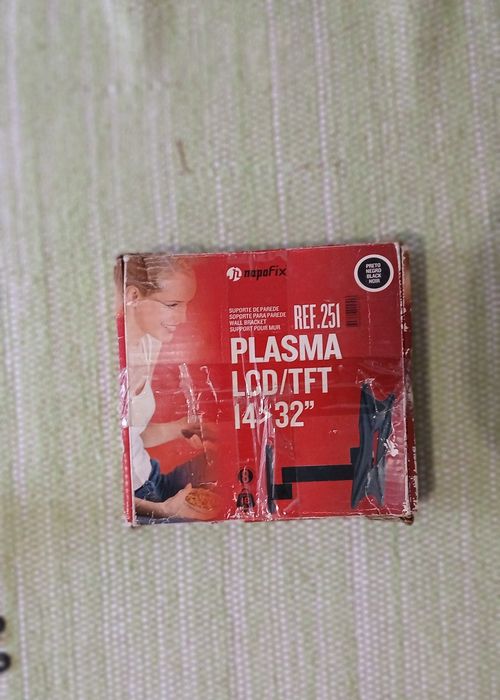 napoFix
PRETO
NEGRO
BLACK
NOIR
SUPORTE DE PAREDE
SOPORTE PARA PAREDE
WALL BRACKET
SUPPORT POUR MUR
REF.251
PLASMA
LCD/TFT
14>32"